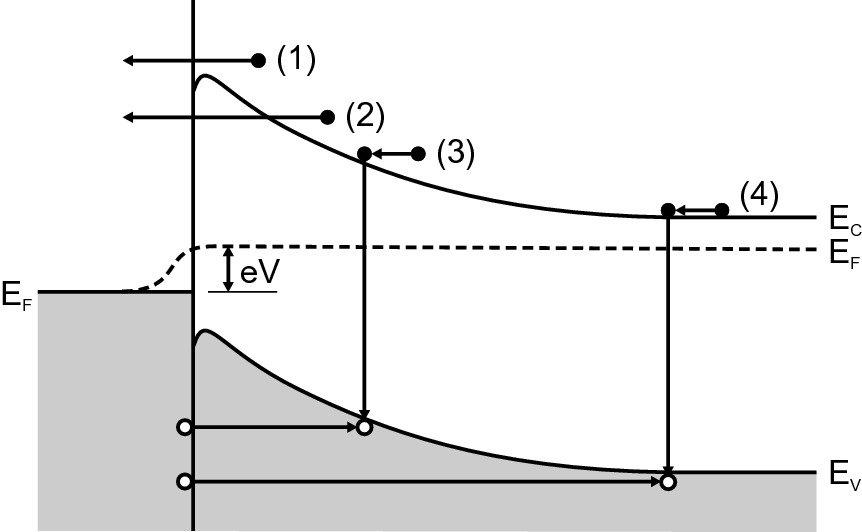 (1)
(2)
(3)
(4)
E_C
E_F
eV
E_F
E_V